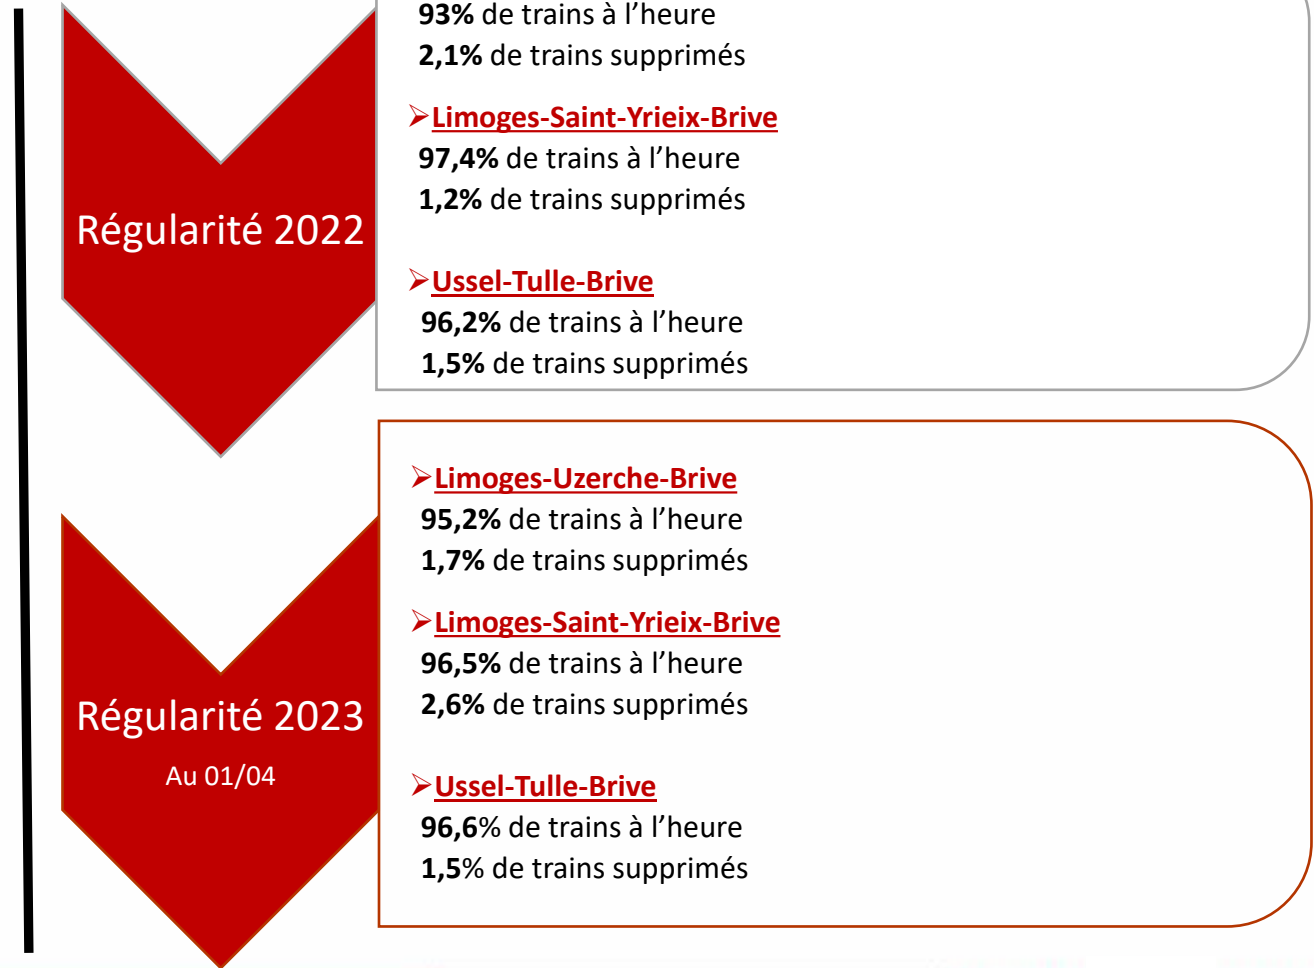 93% de trains à l’heure
2,1% de trains supprimés
➢Limoges-Saint-Yrieix-Brive
97,4% de trains à l’heure
1,2% de trains supprimés
Régularité 2022
➢Ussel-Tulle-Brive
96,2% de trains à l’heure
1,5% de trains supprimés
➢Limoges-Uzerche-Brive
95,2% de trains à l’heure
1,7% de trains supprimés
➢Limoges-Saint-Yrieix-Brive
96,5% de trains à l’heure
2,6% de trains supprimés
Régularité 2023
Au 01/04
➢Ussel-Tulle-Brive
96,6% de trains à l’heure
1,5% de trains supprimés